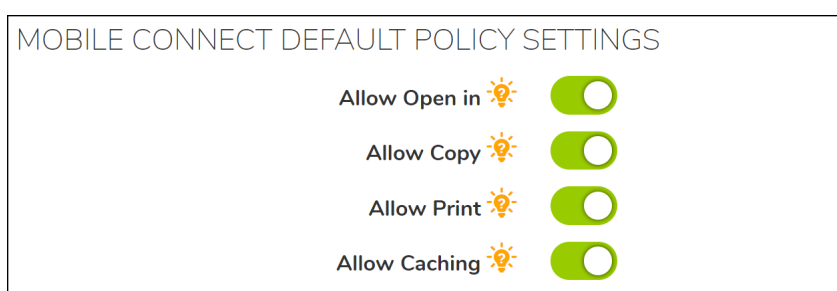 MOBILE CONNECT DEFAULT POLICY SETTINGS
Allow Open in
Allow Copy
Allow Print
Allow Caching